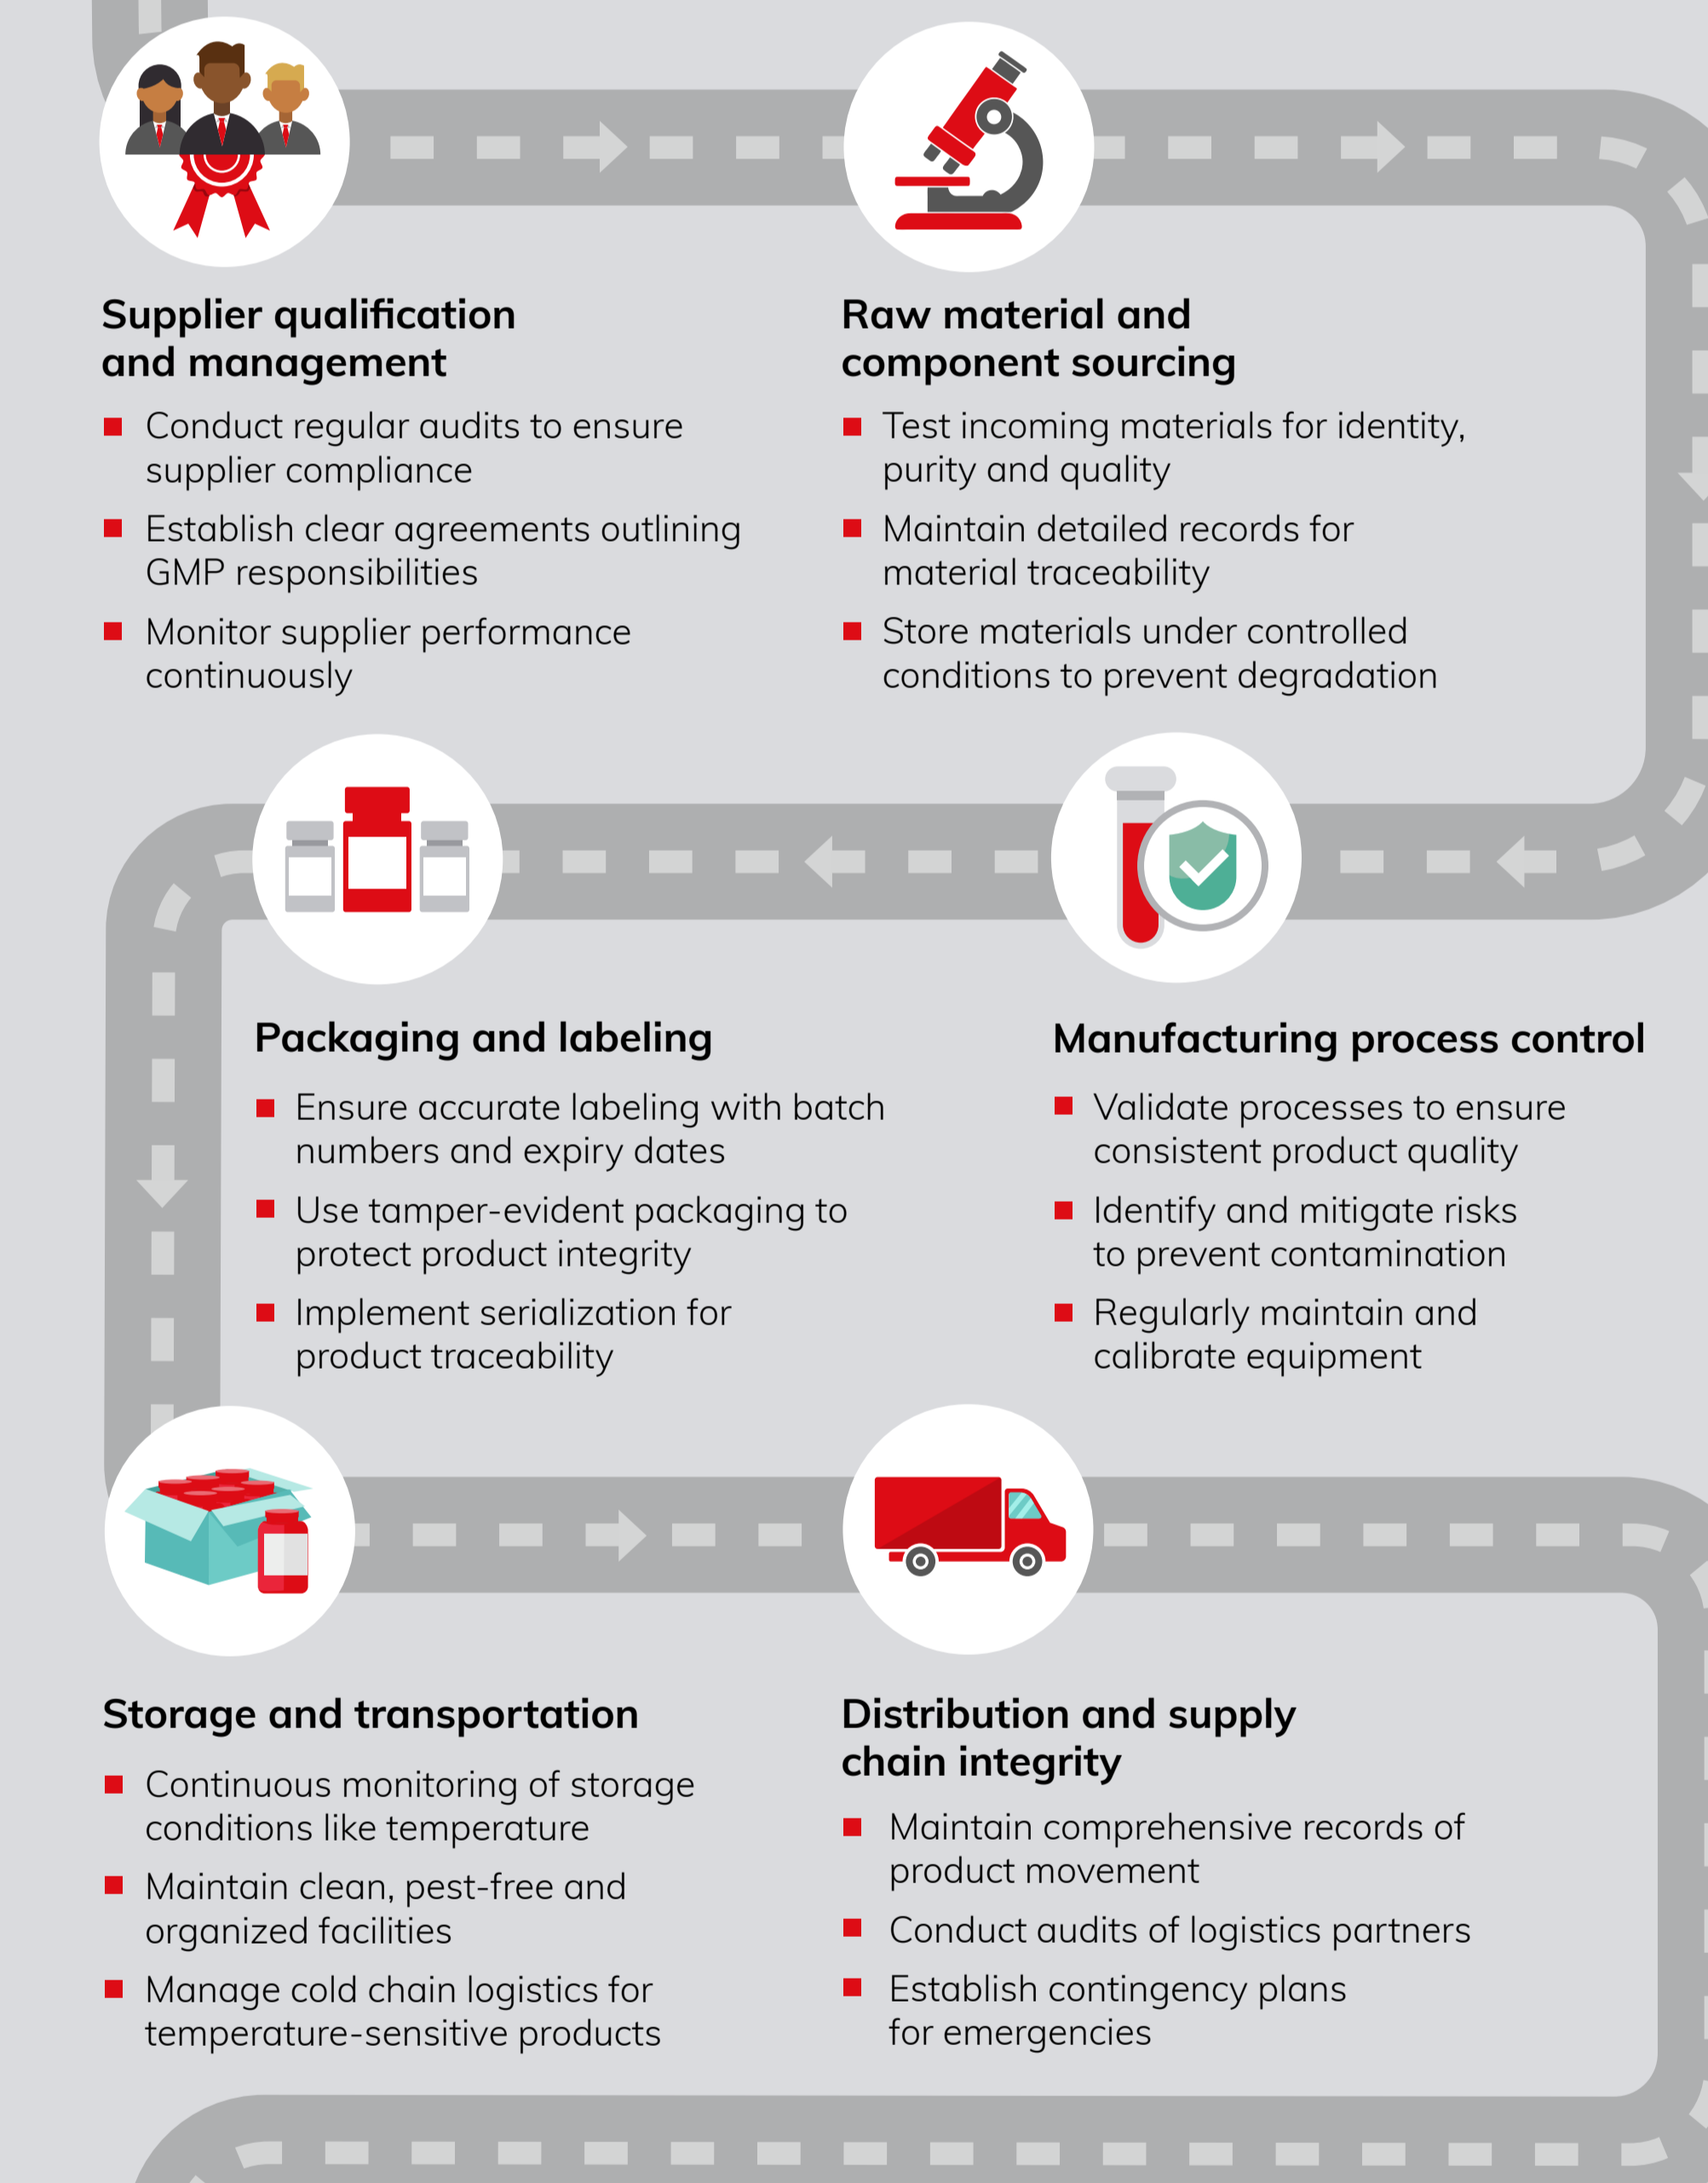 Supplier qualification
and management
Conduct regular audits to ensure
supplier compliance
Establish clear agreements outlining
GMP responsibilities
Monitor supplier performance
continuously
Raw material and
component sourcing
Test incoming materials for identity,
purity and quality
Maintain detailed records for
material traceability
Store materials under controlled
conditions to prevent degradation
Packaging and labeling
Ensure accurate labeling with batch
numbers and expiry dates
Use tamper-evident packaging to
protect product integrity
Implement serialization for
product traceability
Manufacturing process control
Validate processes to ensure
consistent product quality
Identify and mitigate risks
to prevent contamination
Regularly maintain and
calibrate equipment
Storage and transportation
Continuous monitoring of storage
conditions like temperature
Maintain clean, pest-free and
organized facilities
Manage cold chain logistics for
temperature-sensitive products
Distribution and supply
chain integrity
Maintain comprehensive records of
product movement
Conduct audits of logistics partners
Establish contingency plans
for emergencies